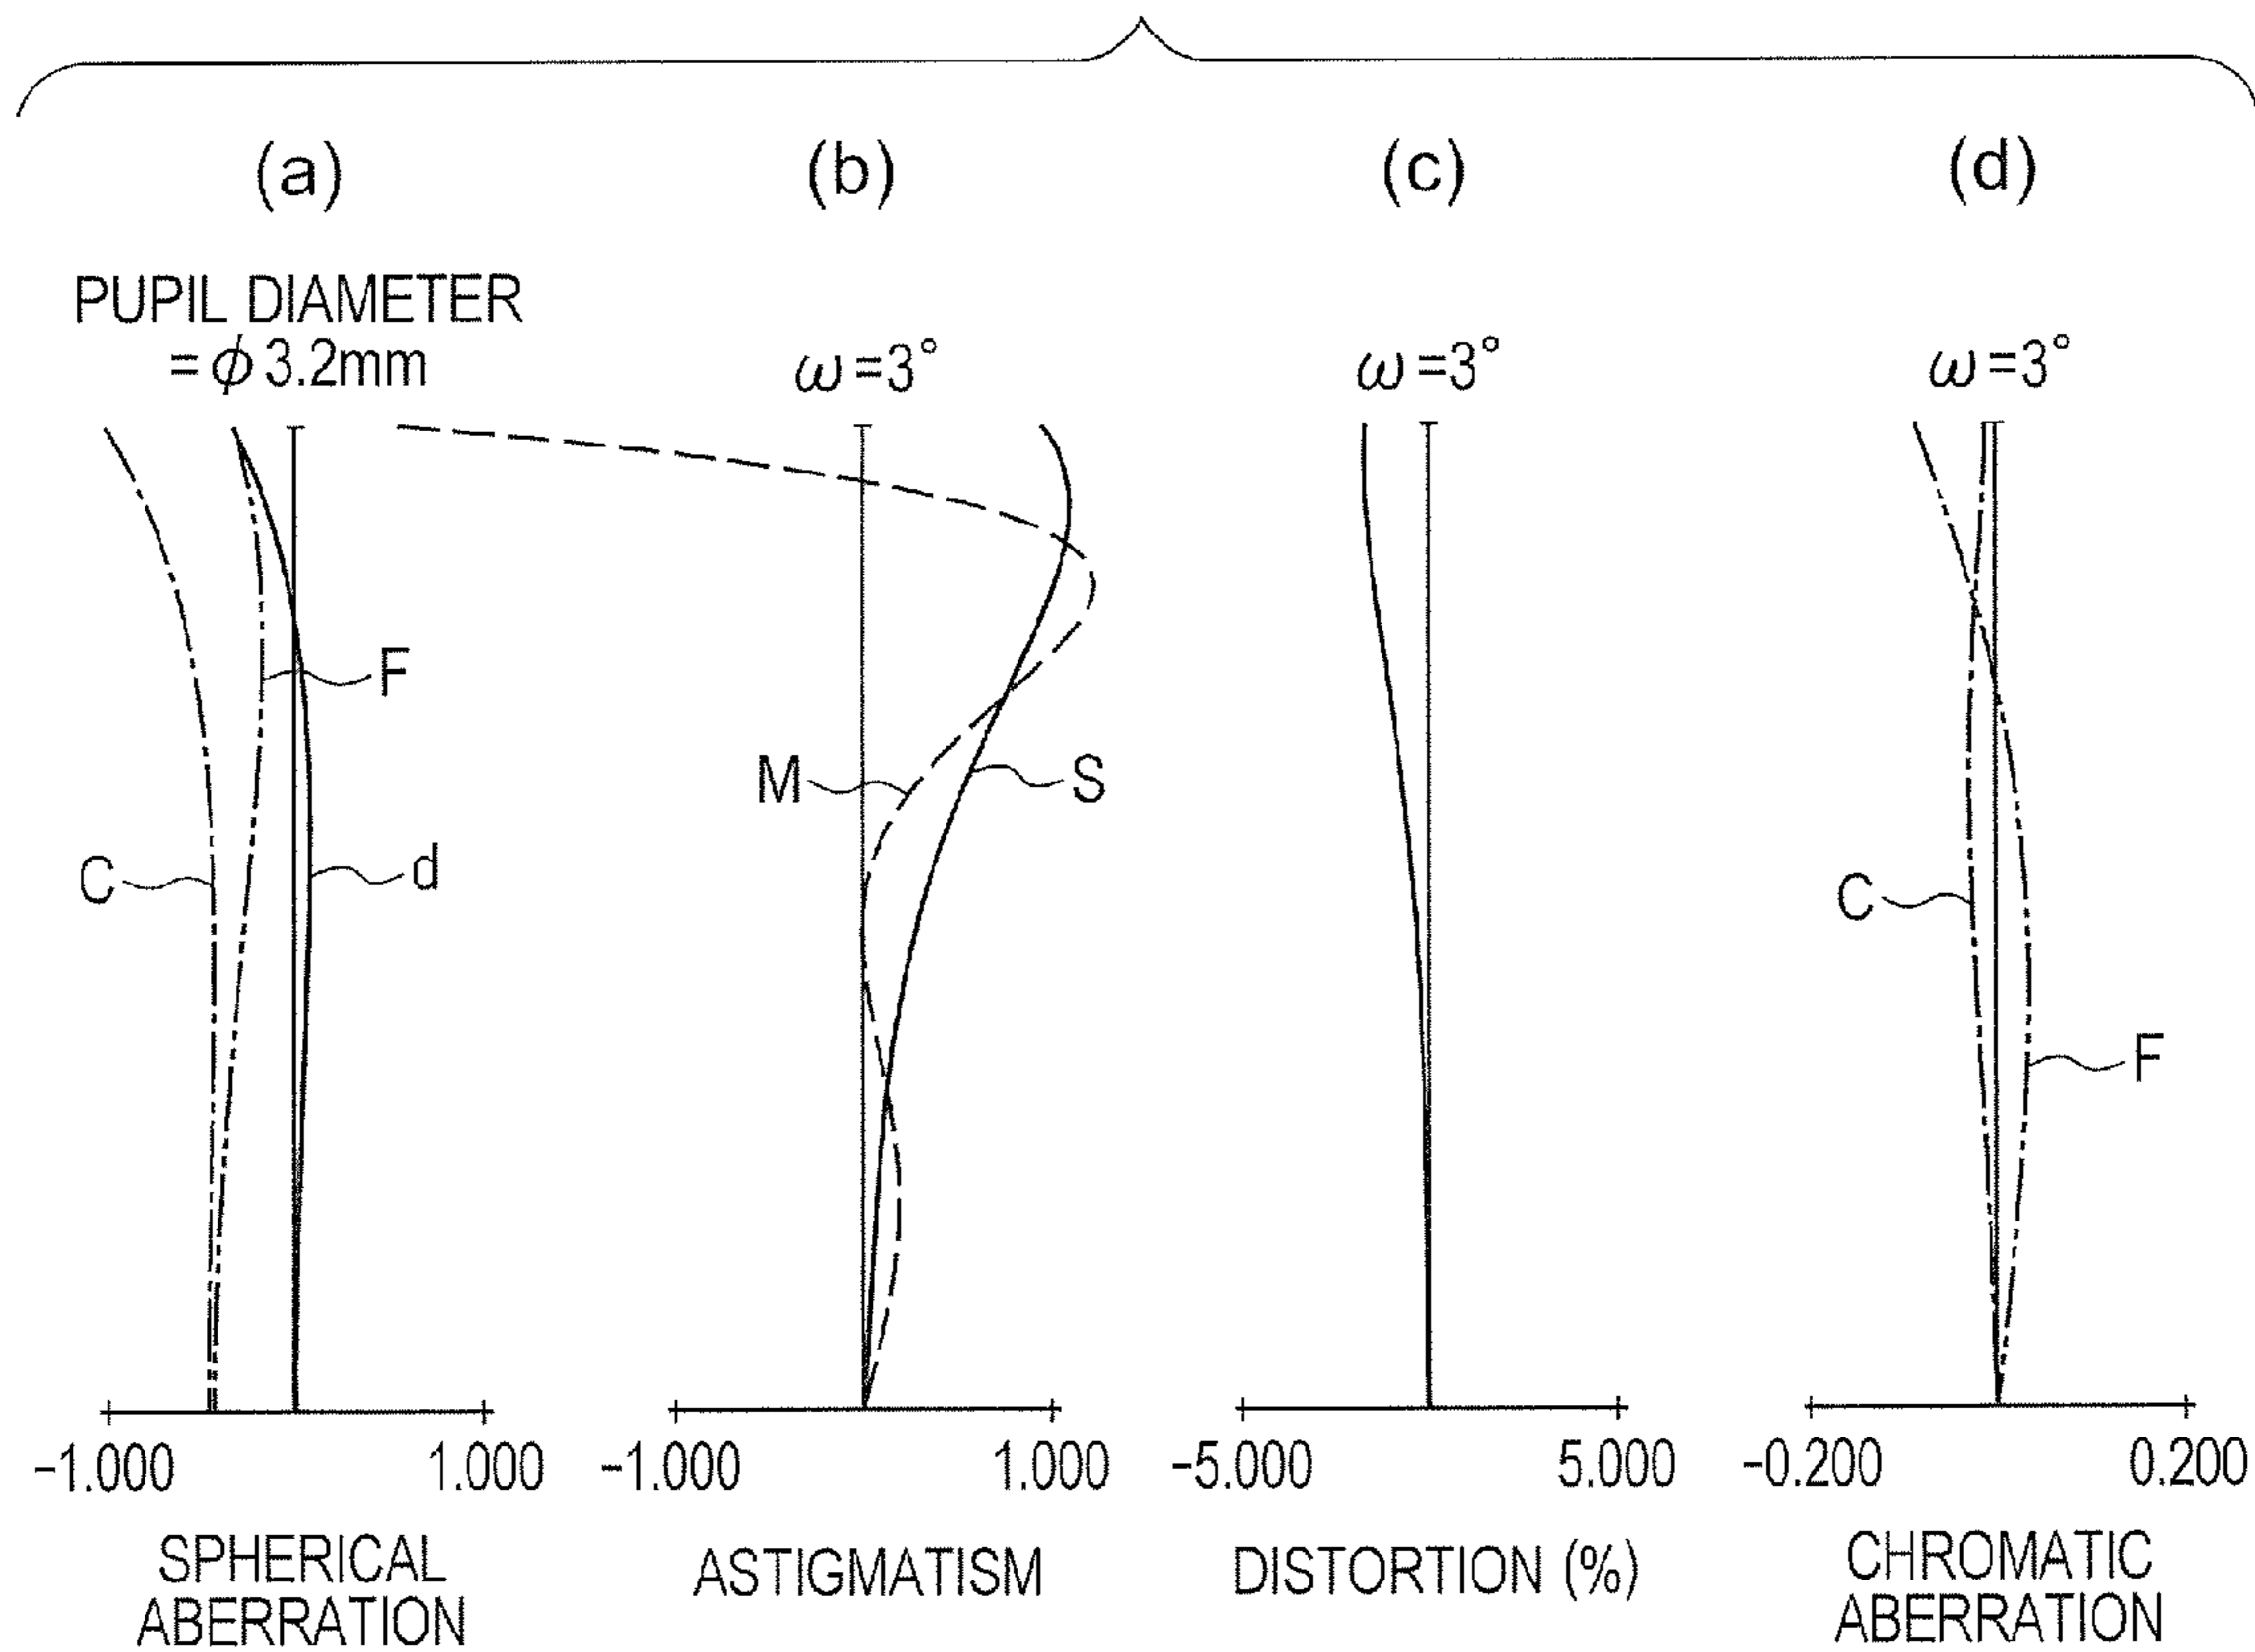 (a)
(b)
(c)
(d)
PUPIL DIAMETER
=ϕ3.2mm
ω=3°
ω=3°
ω=3°
F
M
S
C
d
C
F
-1.000
1.000
-1.000
1.000
-5.000
5.000
-0.200
0.200
SPHERICAL
ABERRATION
ASTIGMATISM
DISTORTION (%)
CHROMATIC
ABERRATION